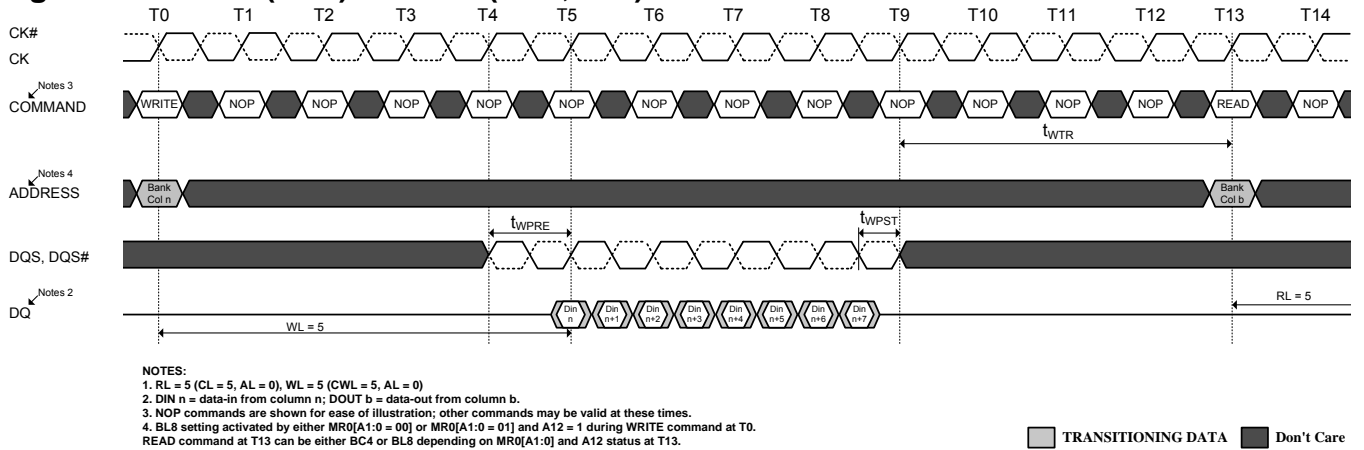 T0 T1 T2 T3 T4 T5 T6 T7 T8 T9 T10 T11 T12 T13 T14
CK#
CK
Notes 3
COMMAND
WRITE NOP NOP NOP NOP NOP NOP NOP NOP NOP NOP NOP NOP READ NOP
tWTR
Notes 4
ADDRESS
Bank Bank
Col n Col b
tWPRE tWPST
DQS, DQS#
Notes 2
DQ
Din Din Din Din Din Din Din Din
n n+1 n+2 n+3 n+4 n+5 n+6 n+7
RL = 5
WL = 5
NOTES:
1. RL = 5 (CL = 5, AL = 0), WL = 5 (CWL = 5, AL = 0)
2. DIN n = data-in from column n; DOUT b = data-out from column b.
3. NOP commands are shown for ease of illustration; other commands may be valid at these times.
4. BL8 setting activated by either MR0[A1:0 = 00] or MR0[A1:0 = 01] and A12 = 1 during WRITE command at T0.
READ command at T13 can be either BC4 or BL8 depending on MR0[A1:0] and A12 status at T13.
TRANSITIONING DATA Don't Care